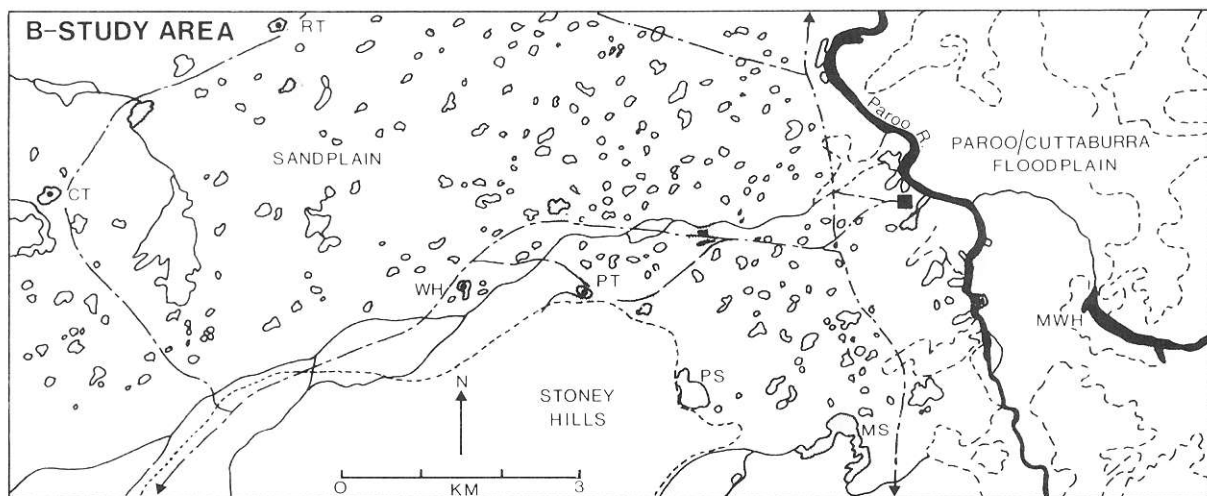 B-STUDY AREA
RT
Paroo R.
SANDPLAIN
PAROO/CUTTABURRA
FLOODPLAIN
CT
WH
PT
MWH
N
STONEY
HILLS
PS
MS
0
3
KM